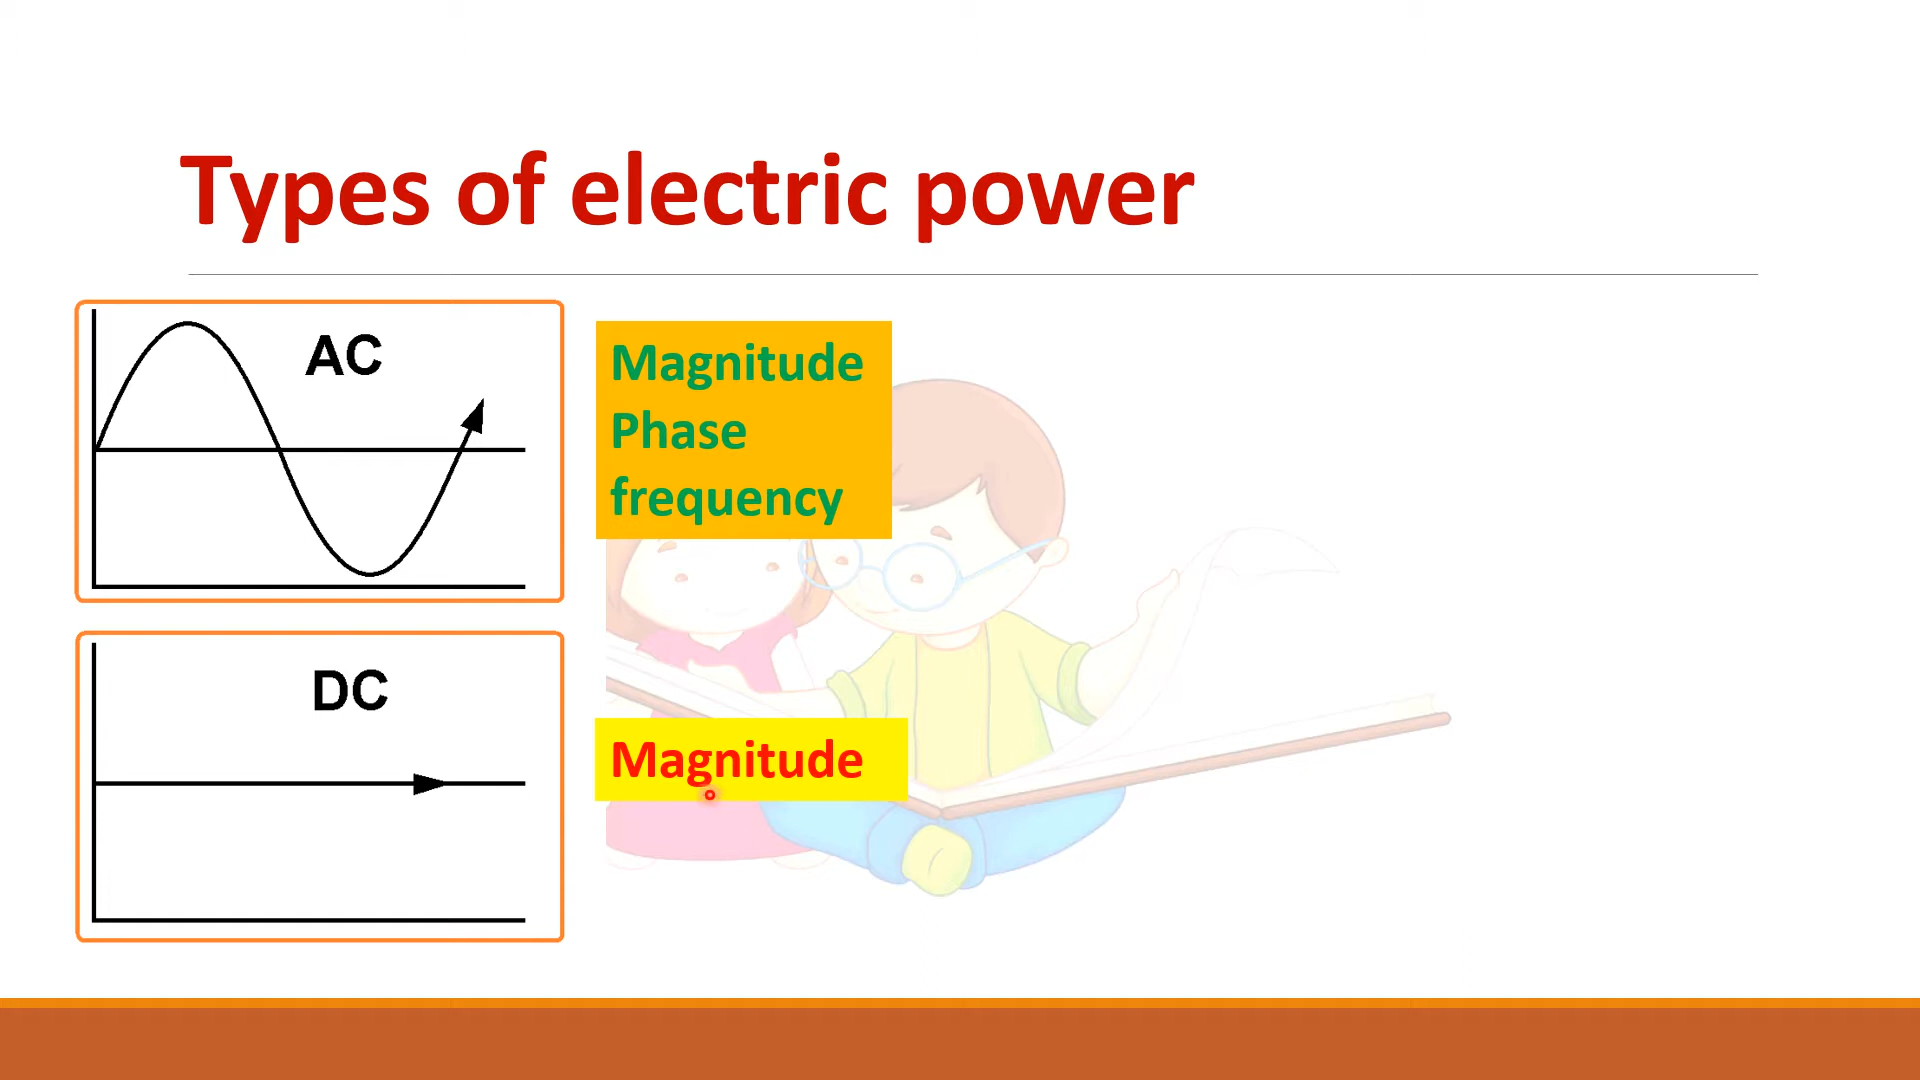 Types of electric power
AC
Magnitude
Phase
frequency
DC
Magnitude